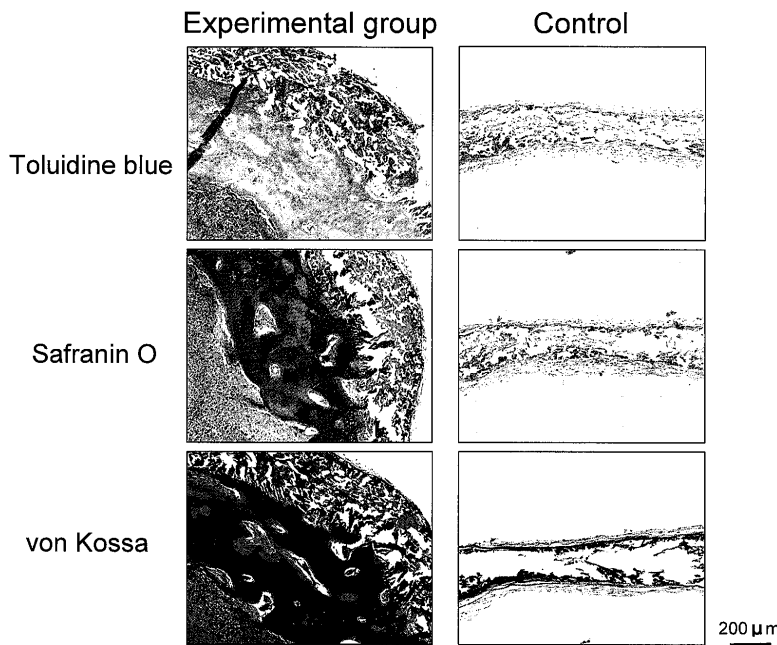 Experimental group Control
Toluidine blue
Safranin O
von Kossa
200 μm